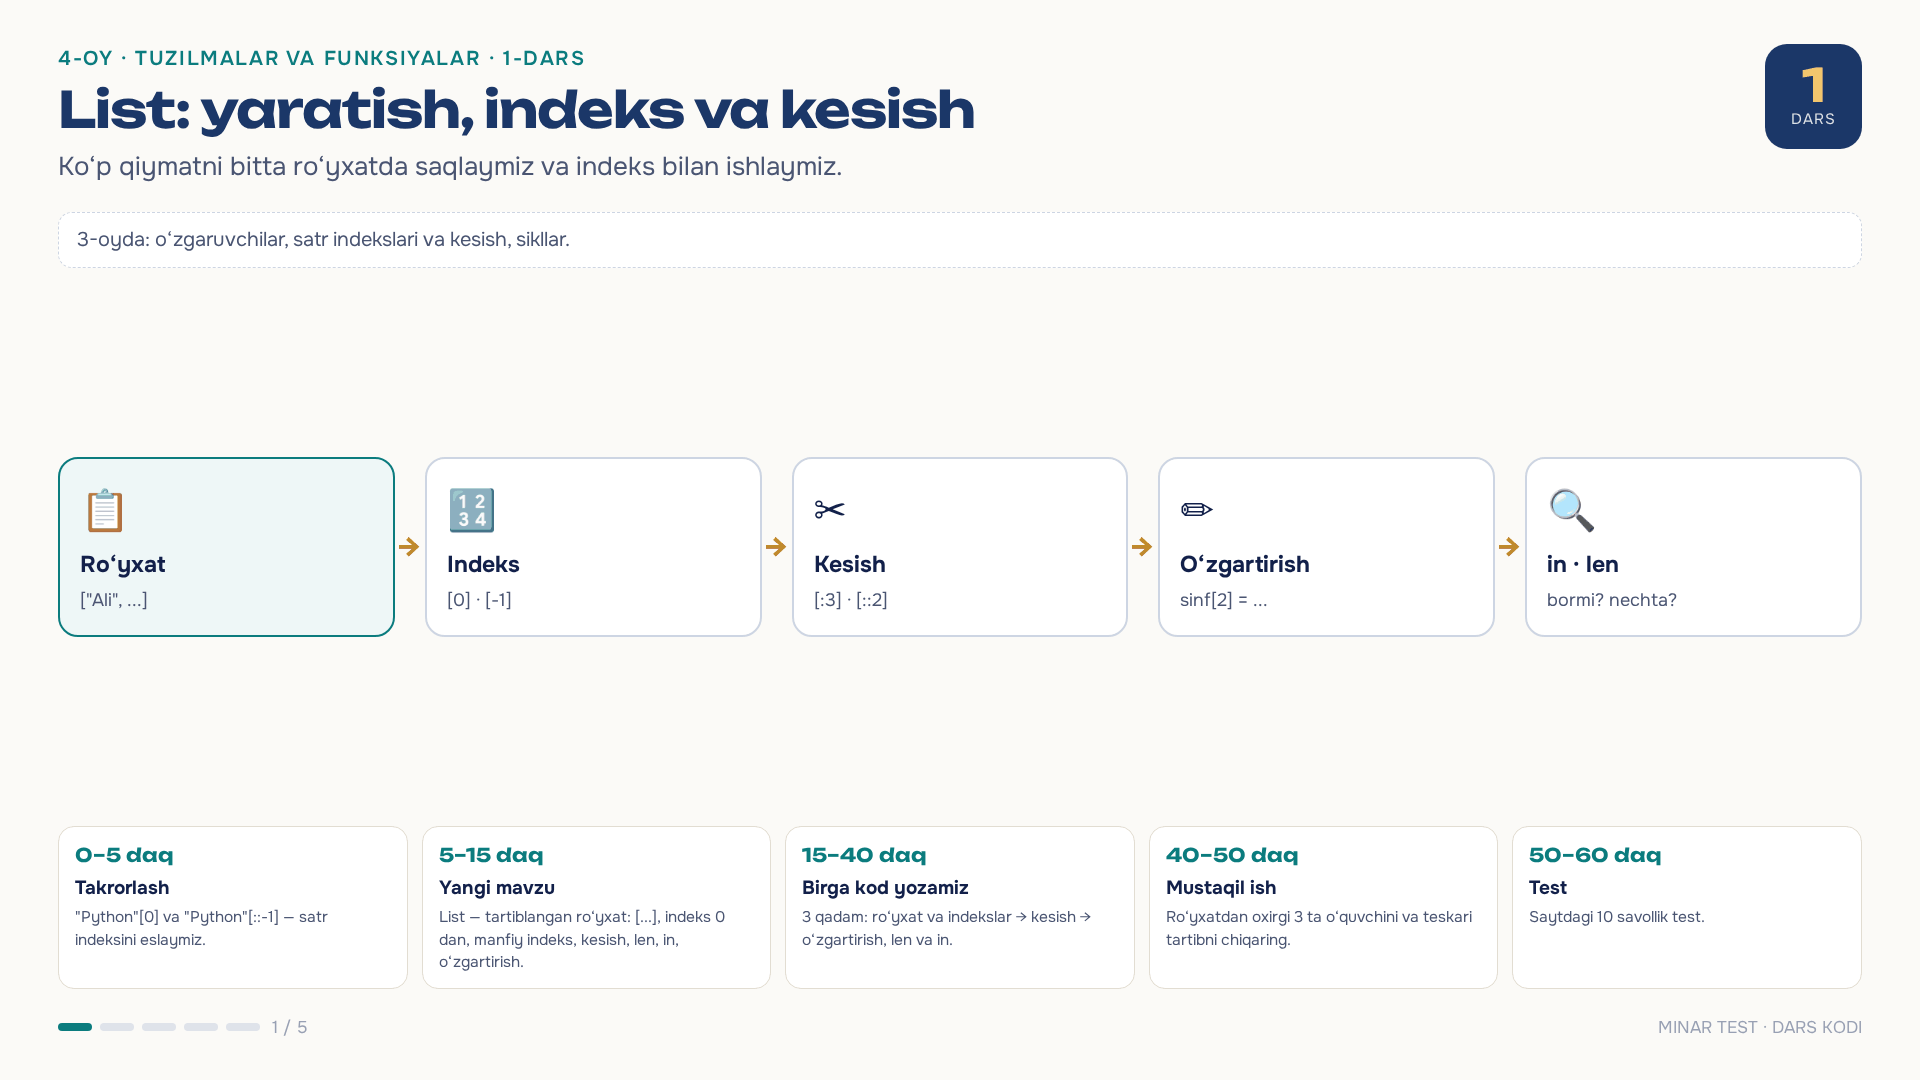 4-OY · TUZILMALAR VA FUNKSIYALAR · 1-DARS
List: yaratish, indeks va kesish
Ko‘p qiymatni bitta ro‘yxatda saqlaymiz va indeks bilan ishlaymiz.
1
DARS
3-oyda: o‘zgaruvchilar, satr indekslari va kesish, sikllar.
Ro‘yxat
["Ali", ...]
→
Indeks
[0] · [-1]
→
Kesish
[:3] · [::2]
→
O‘zgartirish
sinf[2] = ...
→
in · len
bormi? nechta?
0–5 daq
Takrorlash
"Python"[0] va "Python"[::-1] — satr
indeksini eslaymiz.
5–15 daq
Yangi mavzu
List — tartiblangan ro‘yxat: [...], indeks 0
dan, manfiy indeks, kesish, len, in,
o‘zgartirish.
15–40 daq
Birga kod yozamiz
3 qadam: ro‘yxat va indekslar → kesish →
o‘zgartirish, len va in.
40–50 daq
Mustaqil ish
Ro‘yxatdan oxirgi 3 ta o‘quvchini va teskari
tartibni chiqaring.
50–60 daq
Test
Saytdagi 10 savollik test.
1 / 5
MINAR TEST · DARS KODI